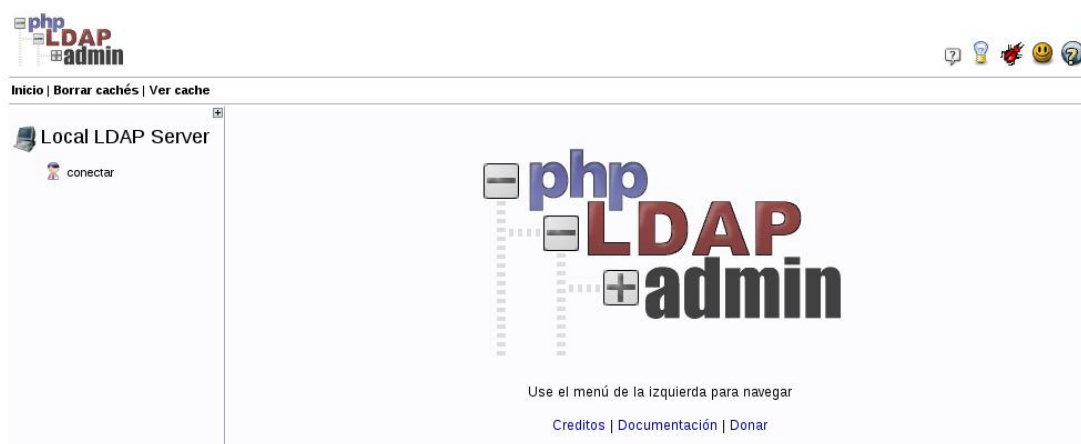 php
LDAP
admin
Inicio | Borrar cachés | Ver cache
Local LDAP Server
conectar
php
LDAP
admin
Use el menú de la izquierda para navegar
Creditos | Documentación | Donar